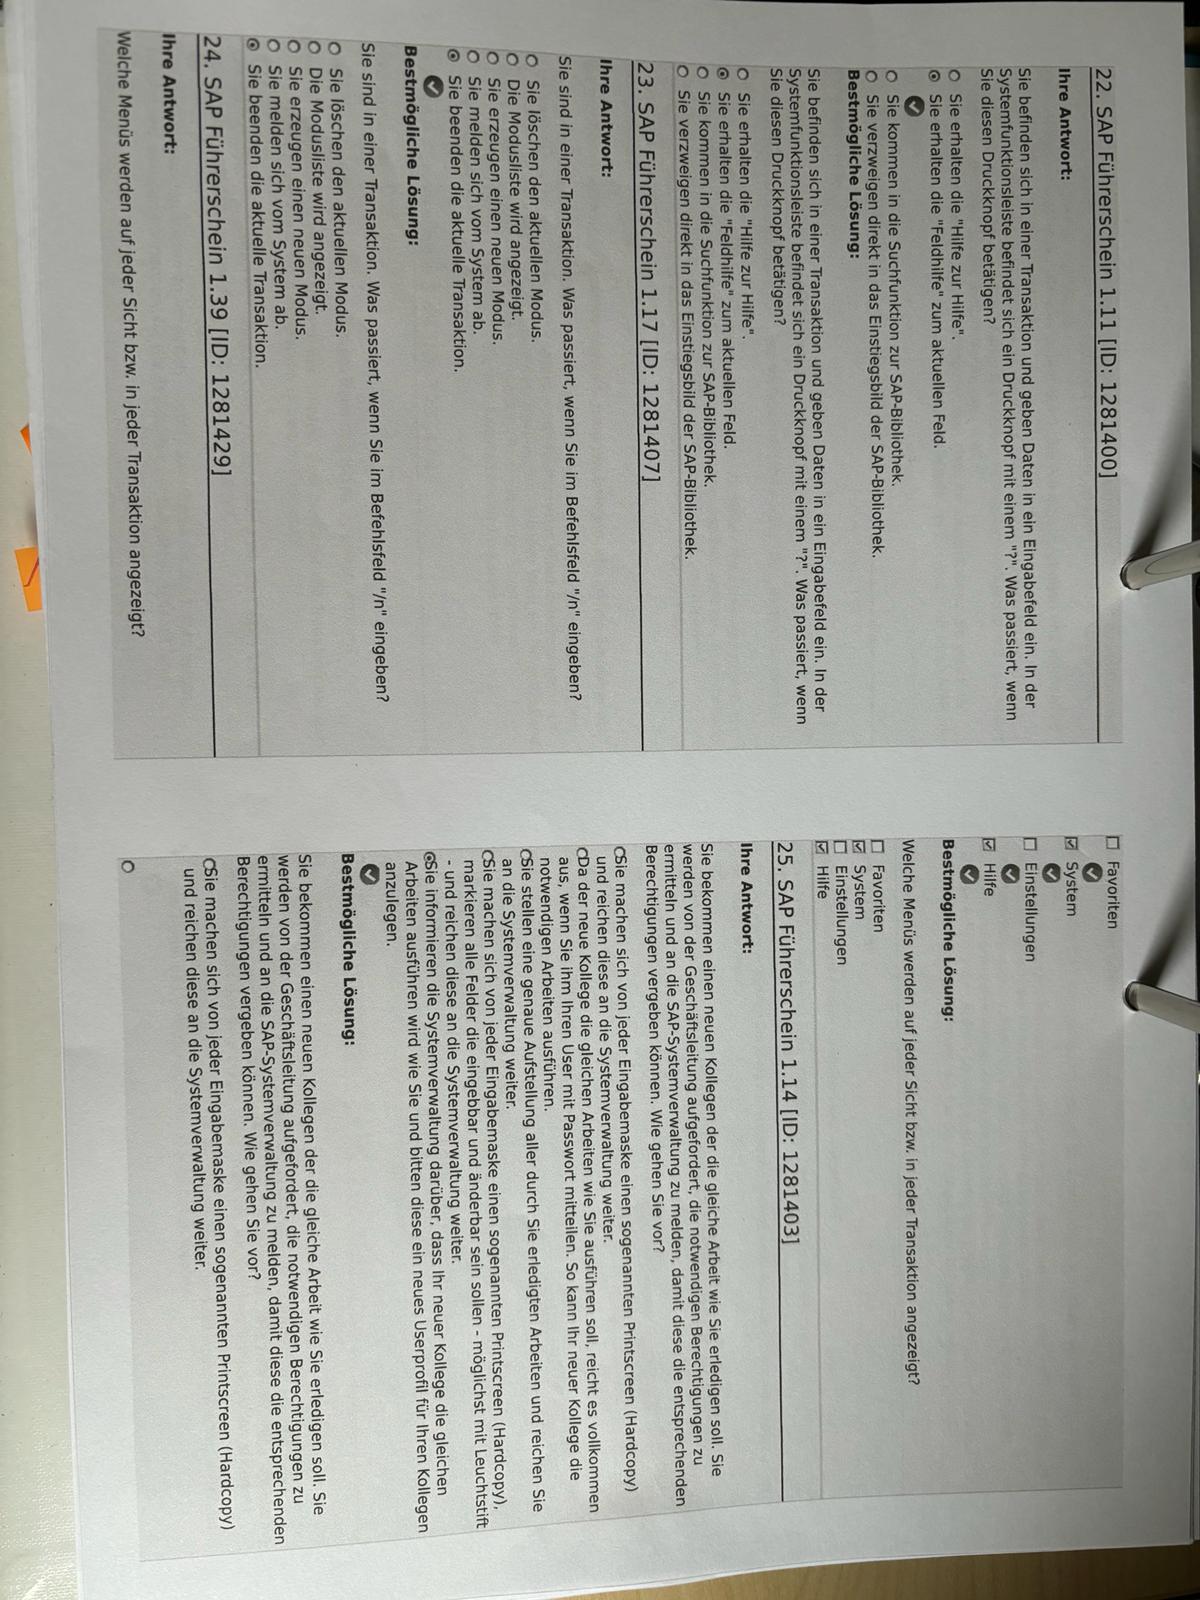 22. SAP Führerschein 1.11 [ID: 1281400]
Ihre Antwort:
Sie befinden sich in einer Transaktion und geben Daten in ein Eingabefeld ein. In der
Systemfunktionsleiste befindet sich ein Druckknopf mit einem "?". Was passiert, wenn
Sie diesen Druckknopf betätigen?
Sie erhalten die "Hilfe zur Hilfe".
Sie erhalten die "Feldhilfe" zum aktuellen Feld.
Sie kommen in die Suchfunktion zur SAP-Bibliothek.
Sie verzweigen direkt in das Einstiegsbild der SAP-Bibliothek.
Bestmögliche Lösung:
Sie befinden sich in einer Transaktion und geben Daten in ein Eingabefeld ein. In der
Systemfunktionsleiste befindet sich ein Druckknopf mit einem "?". Was passiert, wenn
Sie diesen Druckknopf betätigen?
Sie erhalten die "Hilfe zur Hilfe".
Sie erhalten die "Feldhilfe" zum aktuellen Feld.
Sie kommen in die Suchfunktion zur SAP-Bibliothek.
Sie verzweigen direkt in das Einstiegsbild der SAP-Bibliothek.
23. SAP Führerschein 1.17 [ID: 1281407]
Ihre Antwort:
Sie sind in einer Transaktion. Was passiert, wenn Sie im Befehlsfeld "/n" eingeben?
Sie löschen den aktuellen Modus.
Die Modusliste wird angezeigt.
Sie erzeugen einen neuen Modus.
Sie melden sich vom System ab.
Sie beenden die aktuelle Transaktion.
Bestmögliche Lösung:
Sie sind in einer Transaktion. Was passiert, wenn Sie im Befehlsfeld "/n" eingeben?
Sie löschen den aktuellen Modus.
Die Modusliste wird angezeigt.
Sie erzeugen einen neuen Modus.
Sie melden sich vom System ab.
Sie beenden die aktuelle Transaktion.
24. SAP Führerschein 1.39 [ID: 1281429]
Ihre Antwort:
Welche Menüs werden auf jeder Sicht bzw. in jeder Transaktion angezeigt?
Favoriten
System
Einstellungen
Hilfe
Bestmögliche Lösung:
Welche Menüs werden auf jeder Sicht bzw. in jeder Transaktion angezeigt?
Favoriten
System
Einstellungen
Hilfe
25. SAP Führerschein 1.14 [ID: 1281403]
Ihre Antwort:
Sie bekommen einen neuen Kollegen der die gleiche Arbeit wie Sie erledigen soll. Sie
werden von der Geschäftsleitung aufgefordert, die notwendigen Berechtigungen zu
ermitteln und an die SAP-Systemverwaltung zu melden, damit diese die entsprechenden
Berechtigungen vergeben können. Wie gehen Sie vor?
Sie machen sich von jeder Eingabemaske einen sogenannten Printscreen (Hardcopy)
und reichen diese an die Systemverwaltung weiter.
Da der neue Kollege die gleichen Arbeiten wie Sie ausführen soll, reicht es vollkommen
aus, wenn Sie ihm Ihren User mit Passwort mitteilen. So kann Ihr neuer Kollege die
notwendigen Arbeiten ausführen.
Sie stellen eine genaue Aufstellung aller durch Sie erledigten Arbeiten und reichen Sie
an die Systemverwaltung weiter.
Sie machen sich von jeder Eingabemaske einen sogenannten Printscreen (Hardcopy),
markieren alle Felder die eingebbar und änderbar sein sollen - möglichst mit Leuchtstift
- und reichen diese an die Systemverwaltung weiter.
Sie informieren die Systemverwaltung darüber, dass Ihr neuer Kollege die gleichen
Arbeiten ausführen wird wie Sie und bitten diese ein neues Userprofil für Ihren Kollegen
anzulegen.
Bestmögliche Lösung:
Sie bekommen einen neuen Kollegen der die gleiche Arbeit wie Sie erledigen soll. Sie
werden von der Geschäftsleitung aufgefordert, die notwendigen Berechtigungen zu
ermitteln und an die SAP-Systemverwaltung zu melden, damit diese die entsprechenden
Berechtigungen vergeben können. Wie gehen Sie vor?
Sie machen sich von jeder Eingabemaske einen sogenannten Printscreen (Hardcopy)
und reichen diese an die Systemverwaltung weiter.